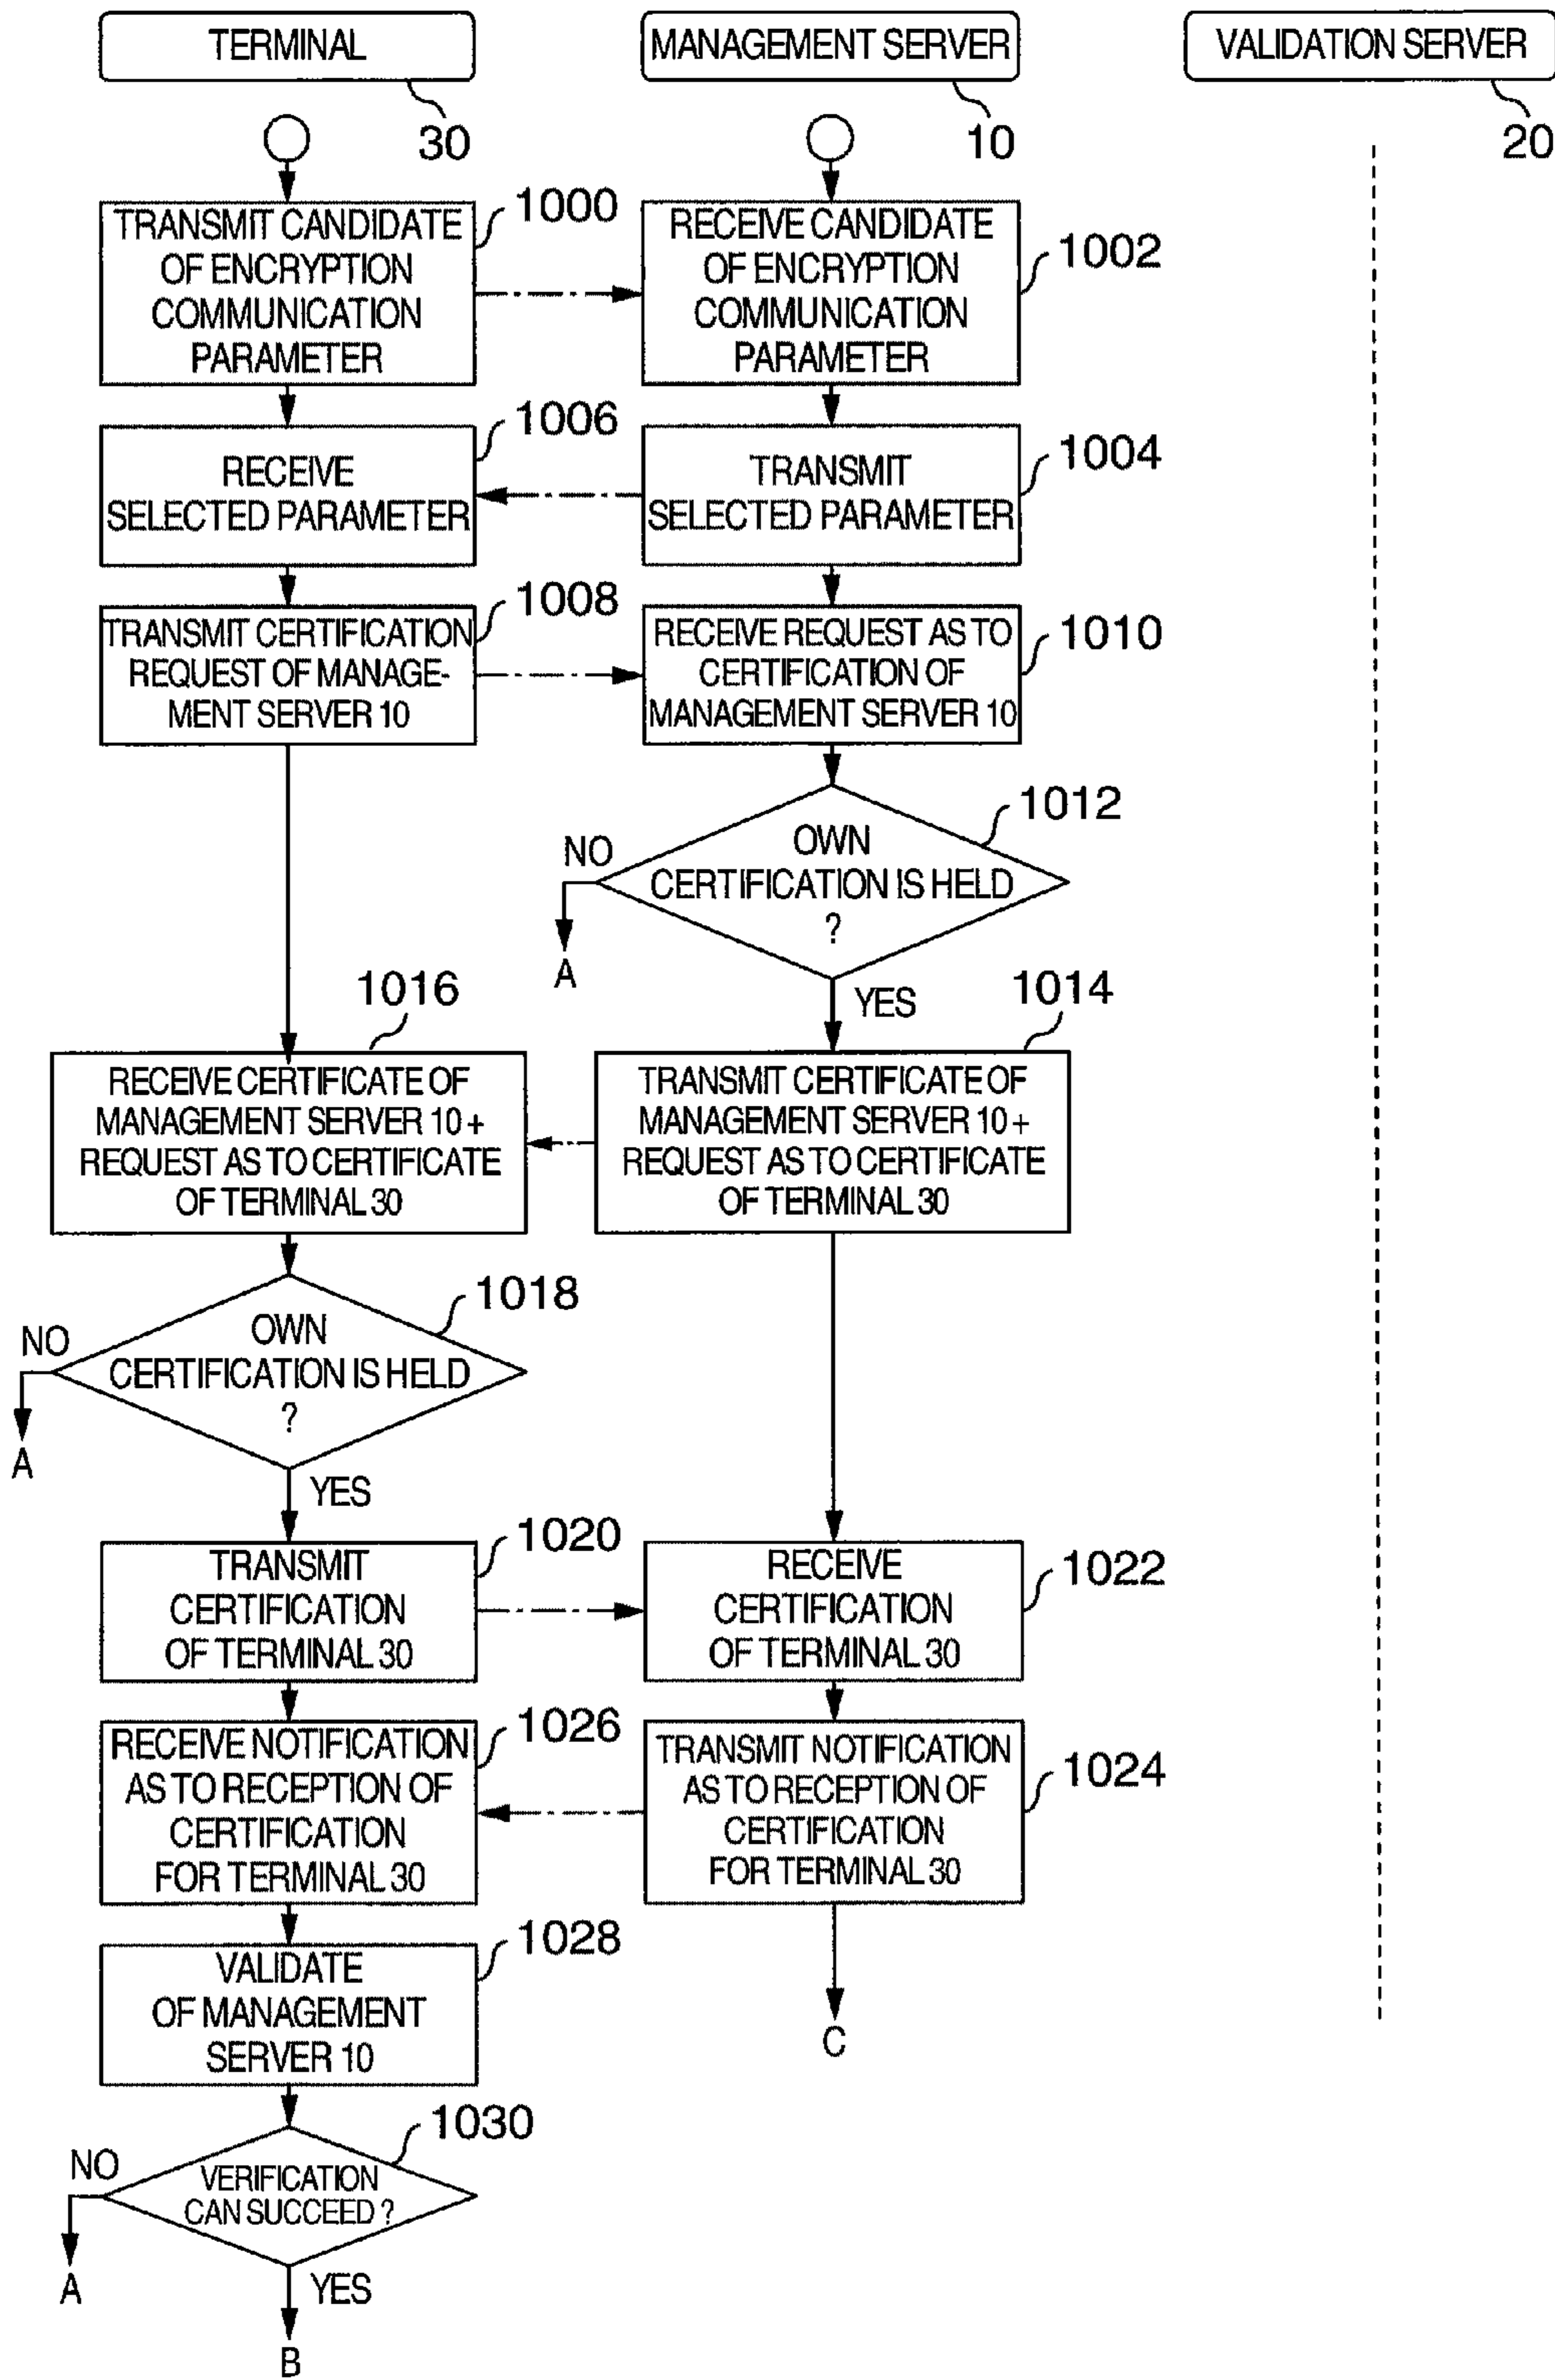 TERMINAL
30
MANAGEMENT SERVER
10
VALIDATION SERVER
20
TRANSMIT CANDIDATE
OF ENCRYPTION
COMMUNICATION
PARAMETER
1000
RECEIVE CANDIDATE
OF ENCRYPTION
COMMUNICATION
PARAMETER
1002
RECEIVE
SELECTED PARAMETER
1006
TRANSMIT
SELECTED PARAMETER
1004
TRANSMIT CERTIFICATION
REQUEST OF MANAGE-
MENT SERVER 10
1008
RECEIVE REQUEST AS TO
CERTIFICATION OF
MANAGEMENT SERVER 10
1010
OWN
CERTIFICATION IS HELD
?
1012
NO
A
YES
1016
RECEIVE CERTIFICATE OF
MANAGEMENT SERVER 10 +
REQUEST AS TO CERTIFICATE
OF TERMINAL 30
1014
TRANSMIT CERTIFICATE OF
MANAGEMENT SERVER 10 +
REQUEST AS TO CERTIFICATE
OF TERMINAL 30
OWN
CERTIFICATION IS HELD
?
1018
NO
A
YES
TRANSMIT
CERTIFICATION
OF TERMINAL 30
1020
RECEIVE
CERTIFICATION
OF TERMINAL 30
1022
RECEIVE NOTIFICATION
AS TO RECEPTION OF
CERTIFICATION
FOR TERMINAL 30
1026
TRANSMIT NOTIFICATION
AS TO RECEPTION OF
CERTIFICATION
FOR TERMINAL 30
1024
C
VALIDATE
OF MANAGEMENT
SERVER 10
1028
VERIFICATION
CAN SUCCEED ?
1030
NO
A
YES
B